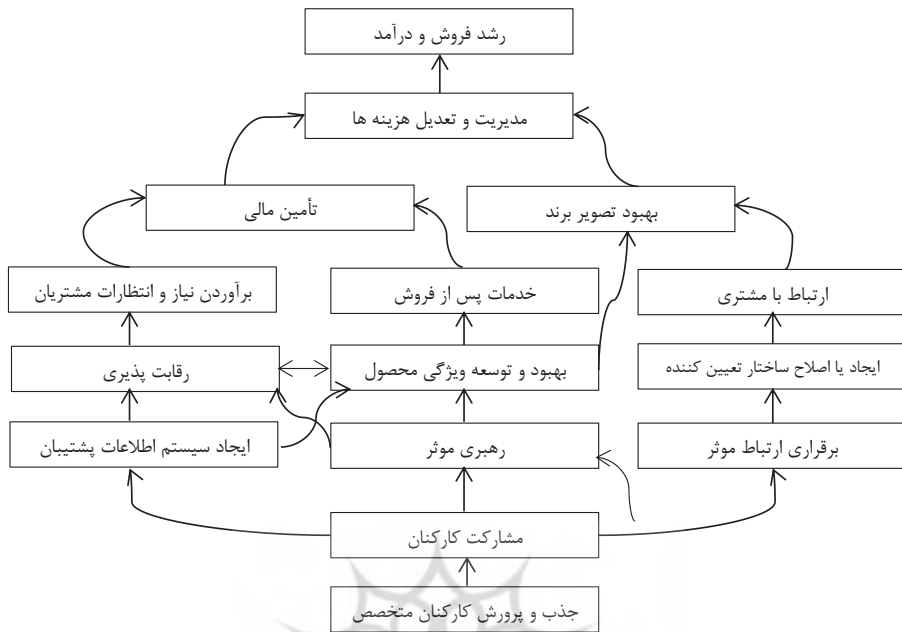 رشد فروش و درآمد
مدیریت و تعدیل هزینه ها
بهبود تصویر برند
تأمین مالی
ارتباط با مشتری
خدمات پس از فروش
برآوردن نیاز و انتظارات مشتریان
ایجاد یا اصلاح ساختار تعیین کننده
بهبود و توسعه ویژگی محصول
رقابت پذیری
برقراری ارتباط موثر
رهبری موثر
ایجاد سیستم اطلاعات پشتیبان
مشارکت کارکنان
جذب و پرورش کارکنان متخصص